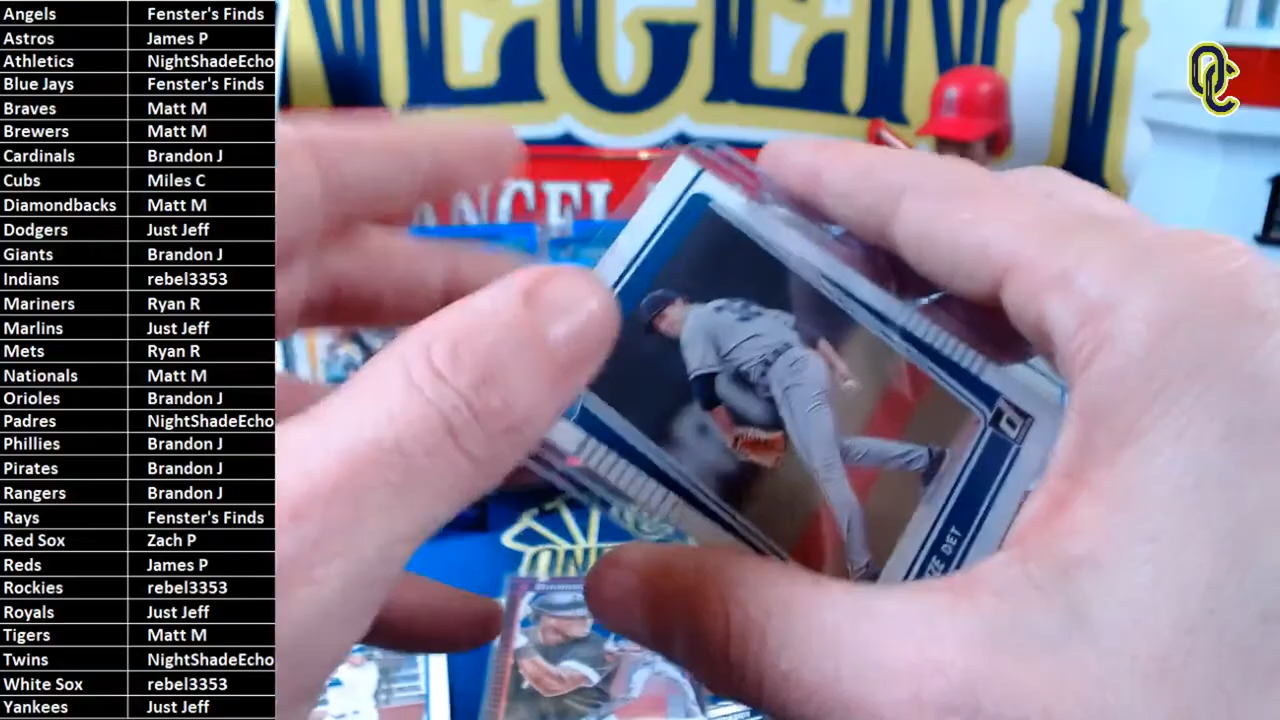 Angels Fenster's Finds
Astros James P
Athletics NightShadeEcho
Blue Jays Fenster's Finds
Braves Matt M
Brewers Matt M
Cardinals Brandon J
Cubs Miles C
Diamondbacks Matt M
Dodgers Just Jeff
Giants Brandon J
Indians rebel3353
Mariners Ryan R
Marlins Just Jeff
Mets Ryan R
Nationals Matt M
Orioles Brandon J
Padres NightShadeEcho
Phillies Brandon J
Pirates Brandon J
Rangers Brandon J
Rays Fenster's Finds
Red Sox Zach P
Reds James P
Rockies rebel3353
Royals Just Jeff
Tigers Matt M
Twins NightShadeEcho
White Sox rebel3353
Yankees Just Jeff
OC
ANGEL
DET